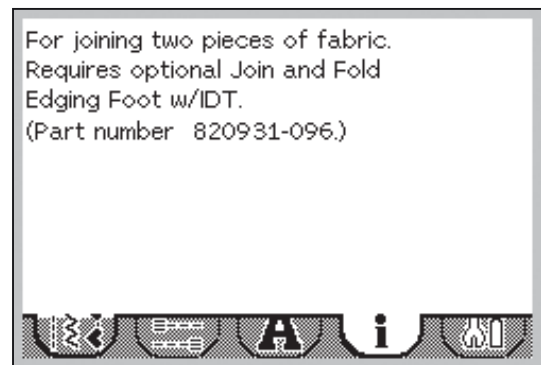 For joining two pieces of fabric.
Requires optional Join and Fold
Edging Foot w/IDT.
(Part number 820931-096.)
A i